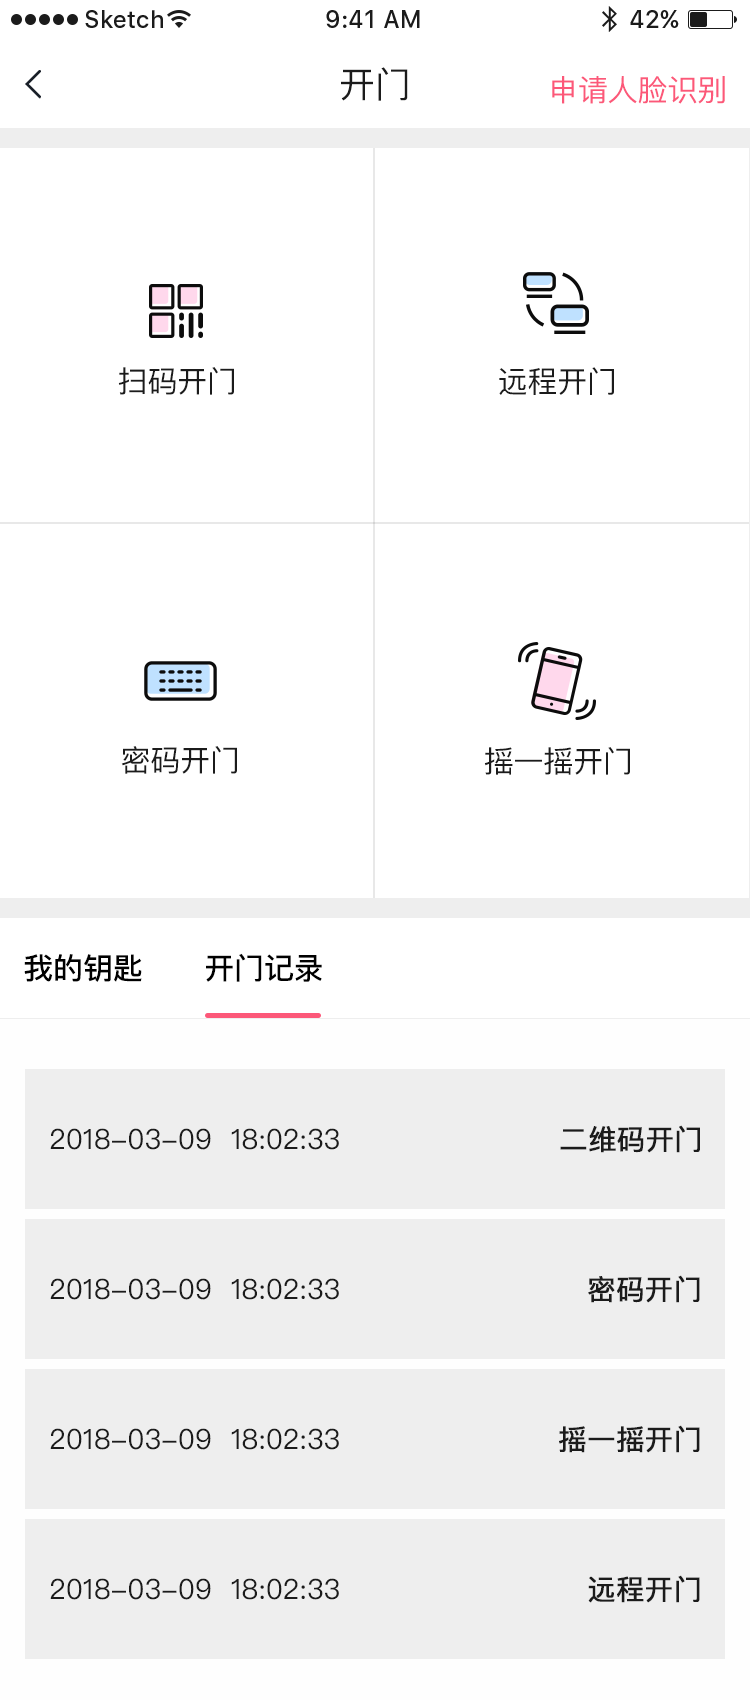 Sketch 9:41 AM 42%
开门 申请人脸识别
扫码开门 远程开门
密码开门 摇一摇开门
我的钥匙 开门记录
2018-03-09 18:02:33 二维码开门
2018-03-09 18:02:33 密码开门
2018-03-09 18:02:33 摇一摇开门
2018-03-09 18:02:33 远程开门